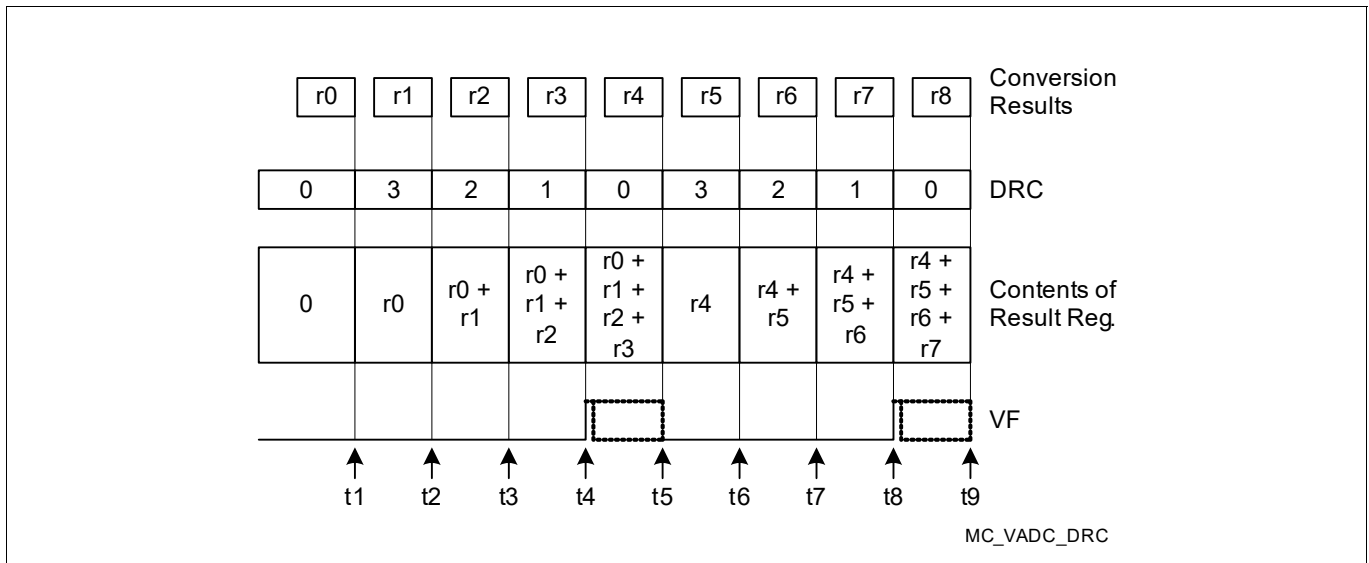 r0 r1 r2 r3 r4 r5 r6 r7 r8
Conversion
Results
0 3 2 1 0 3 2 1 0 DRC
0
r0
r0 +
r1
r0 +
r1 +
r2
r0 +
r1 +
r2 +
r3
r4
r4 +
r5
r4 +
r5 +
r6
r4 +
r5 +
r6 +
r7
Contents of
Result Reg.
VF
t1 t2 t3 t4 t5 t6 t7 t8 t9
MC_VADC_DRC